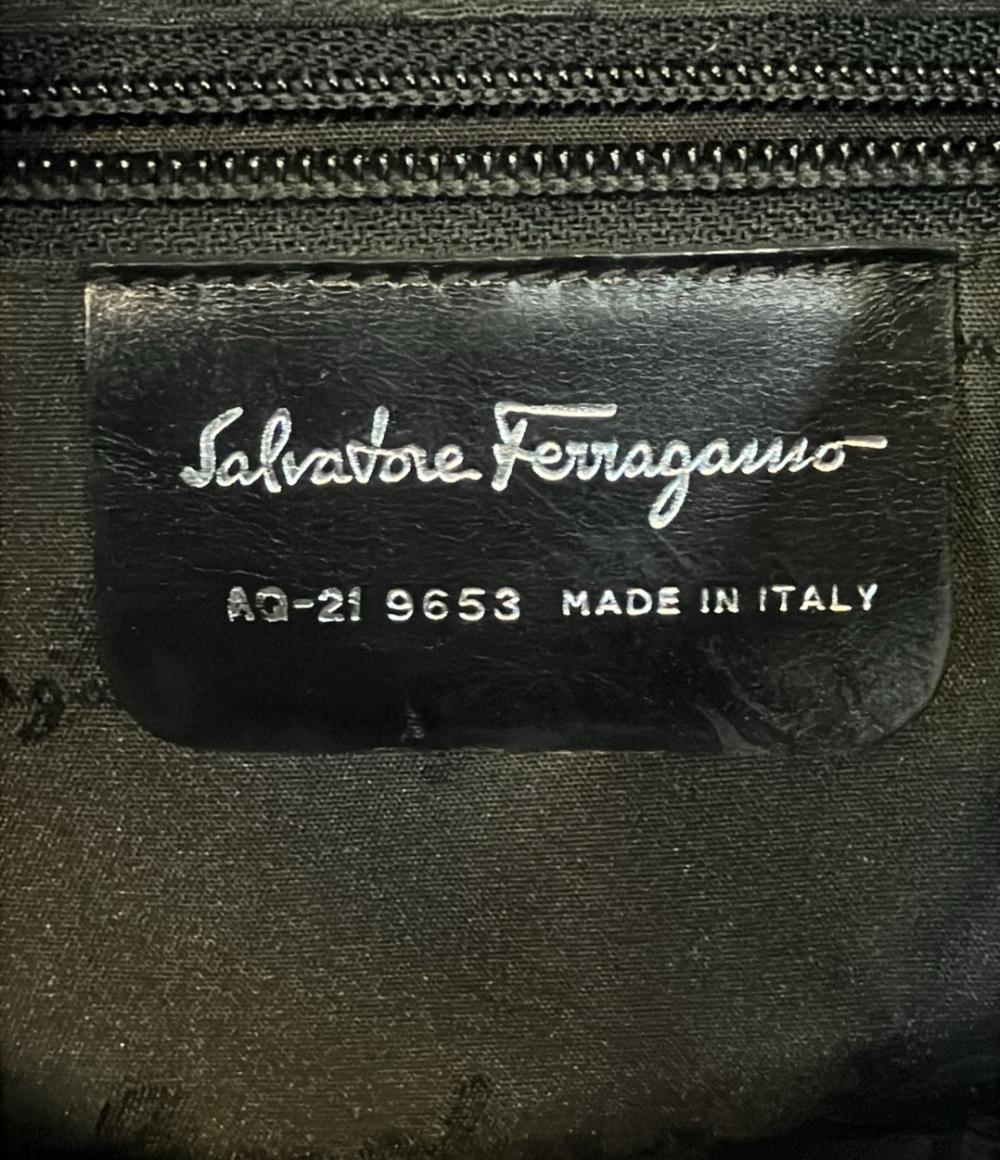 Salvatore Ferragamo
AQ-21 9653 MADE IN ITALY